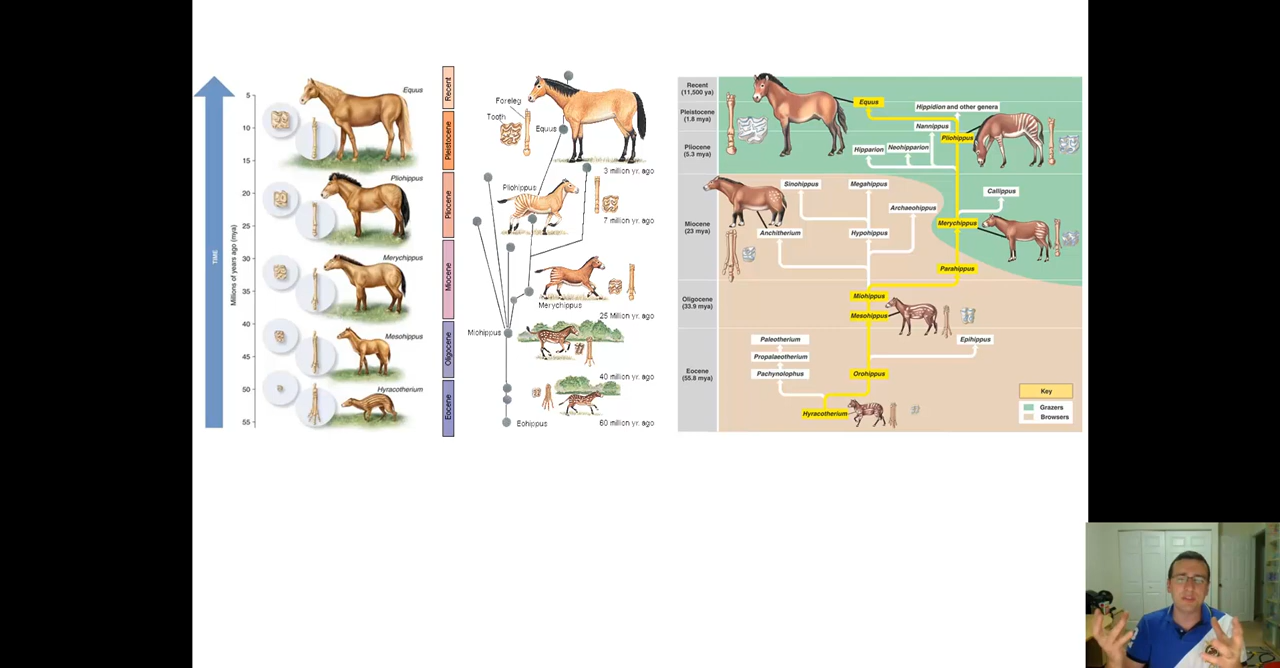 TIME
Millions of years ago (mya)
5
10
15
20
25
30
35
40
45
50
55
Equus
Pliohippus
Merychippus
Mesohippus
Hyracotherium
Recent
Pleistocene
Pliocene
Miocene
Oligocene
Eocene
Foreleg
Tooth
Equus
3 million yr. ago
Pliohippus
7 million yr. ago
Merychippus
25 Million yr. ago
Miohippus
40 million yr. ago
Eohippus
60 million yr. ago
Recent
(11,500 ya)
Pleistocene
(1.8 mya)
Pliocene
(5.3 mya)
Miocene
(23 mya)
Oligocene
(33.9 mya)
Eocene
(55.8 mya)
Equus
Hippidion and other genera
Nannippus
Pliohippus
Hipparion
Neohipparion
Sinohippus
Megahippus
Callippus
Archaeohippus
Merychippus
Anchitherium
Hypohippus
Parahippus
Miohippus
Mesohippus
Paleotherium
Epihippus
Propalaeotherium
Pachynolophus
Orohippus
Hyracotherium
Key
Grazers
Browsers